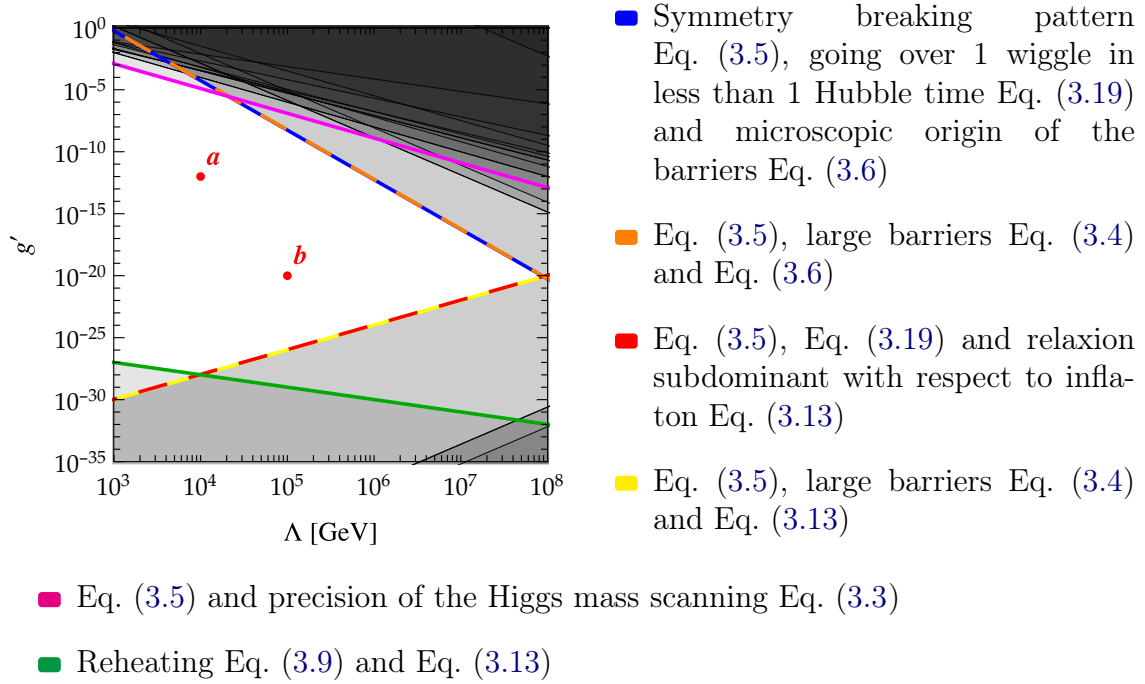 10^0
10^-5
10^-10
10^-15
10^-20
10^-25
10^-30
10^-35
g′
a
b
10^3
10^4
10^5
10^6
10^7
10^8
Λ [GeV]
Symmetry breaking pattern
Eq. (3.5), going over 1 wiggle in
less than 1 Hubble time Eq. (3.19)
and microscopic origin of the
barriers Eq. (3.6)
Eq. (3.5), large barriers Eq. (3.4)
and Eq. (3.6)
Eq. (3.5), Eq. (3.19) and relaxion
subdominant with respect to infla-
ton Eq. (3.13)
Eq. (3.5), large barriers Eq. (3.4)
and Eq. (3.13)
Eq. (3.5) and precision of the Higgs mass scanning Eq. (3.3)
Reheating Eq. (3.9) and Eq. (3.13)